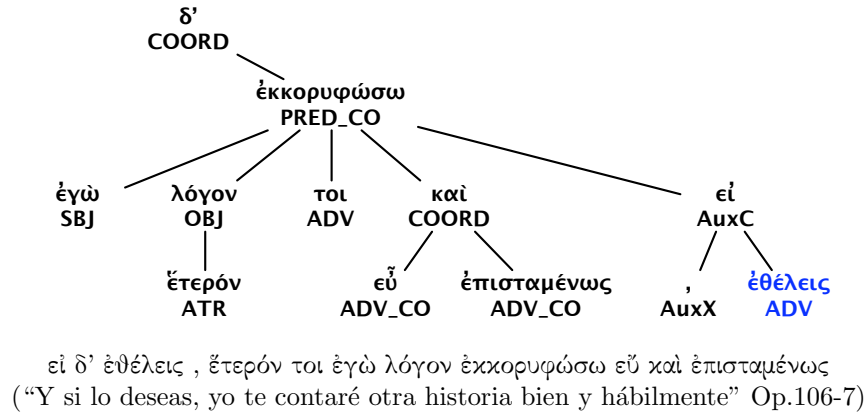 δ’
COORD
ἐκκορυφώσω
PRED_CO
ἐγὼ λόγον τοι καὶ εἰ
SBJ OBJ ADV COORD AuxC
ἕτερόν εὖ ἐπισταμένως , ἐθέλεις
ATR ADV_CO ADV_CO AuxX ADV
εἰ δ’ ἐθέλεις , ἕτερόν τοι ἐγὼ λόγον ἐκκορυφώσω εὖ καὶ ἐπισταμένως
(“Y si lo deseas, yo te contaré otra historia bien y hábilmente” Op.106-7)